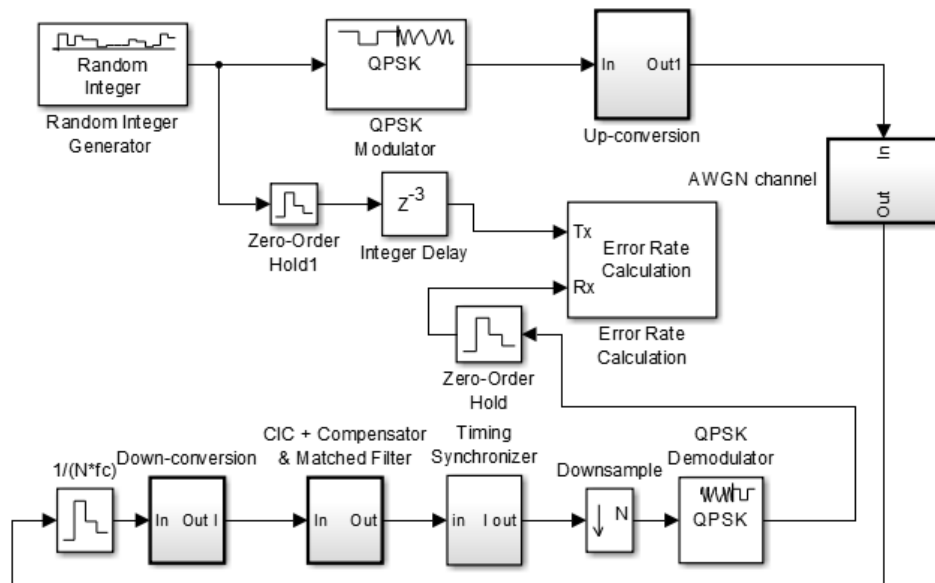 Random
Integer
Random Integer
Generator
QPSK
QPSK
Modulator
In Out1
Up-conversion
In
AWGN channel
Out
Zero-Order
Hold1
Z-3
Integer Delay
Tx
Error Rate
Calculation
Rx
Error Rate
Calculation
Zero-Order
Hold
1/(N*fc)
Down-conversion
In Out I
CIC + Compensator
& Matched Filter
In Out
Timing
Synchronizer
in I out
Downsample
N
QPSK
Demodulator
QPSK